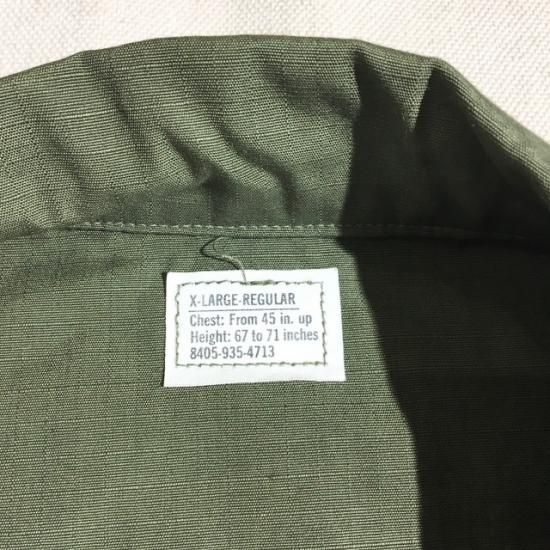 X-LARGE-REGULAR
Chest: From 45 in. up
Height: 67 to 71 inches
8405-935-4713